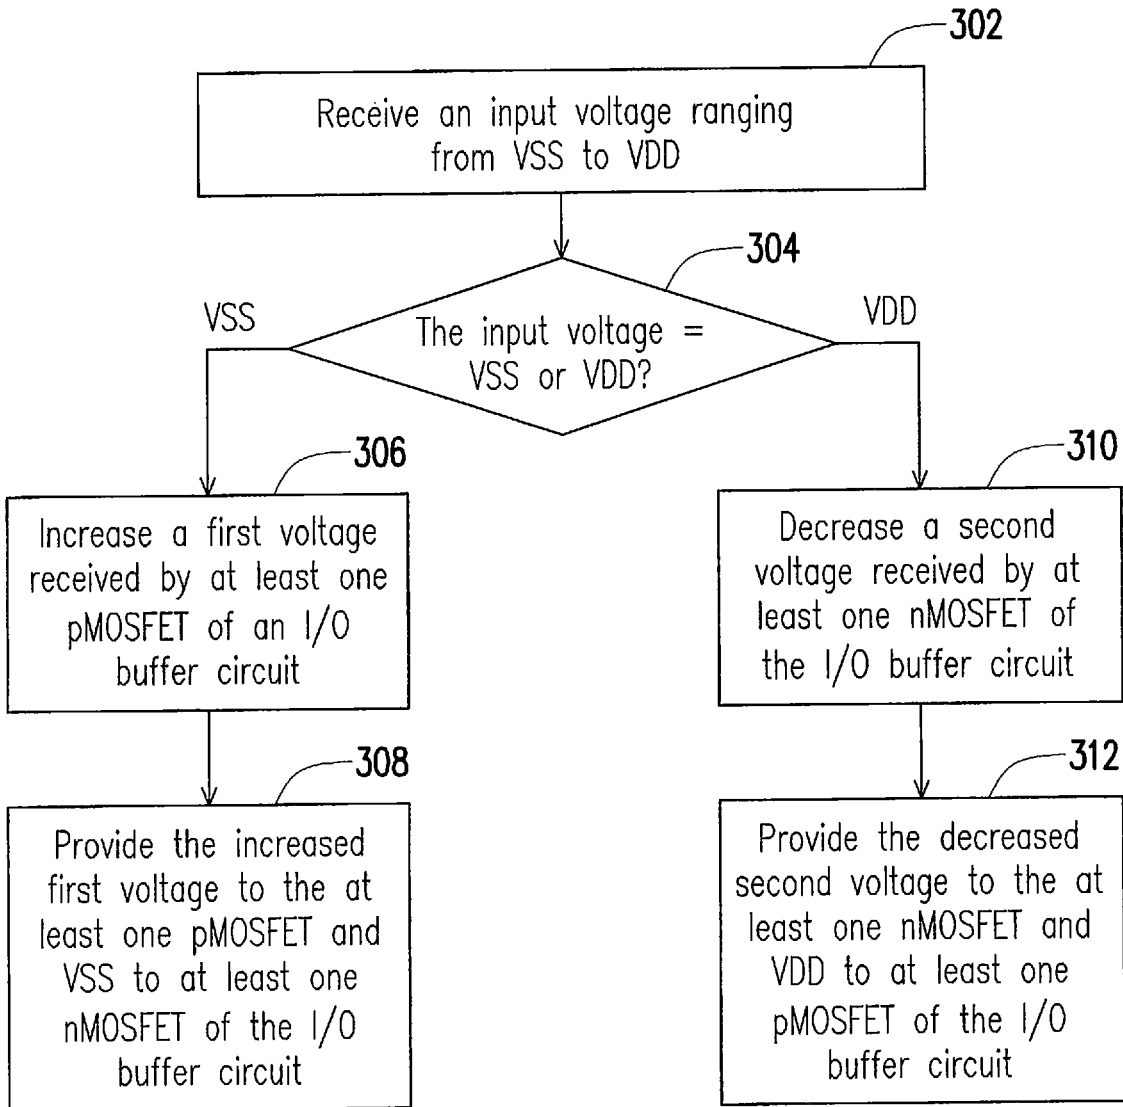 302
Receive an input voltage ranging
from VSS to VDD
304
VSS
VDD
The input voltage =
VSS or VDD?
306
Increase a first voltage
received by at least one
pMOSFET of an I/O
buffer circuit
310
Decrease a second
voltage received by at
least one nMOSFET of
the I/O buffer circuit
308
Provide the increased
first voltage to the at
least one pMOSFET and
VSS to at least one
nMOSFET of the I/O
buffer circuit
312
Provide the decreased
second voltage to the at
least one nMOSFET and
VDD to at least one
pMOSFET of the I/O
buffer circuit